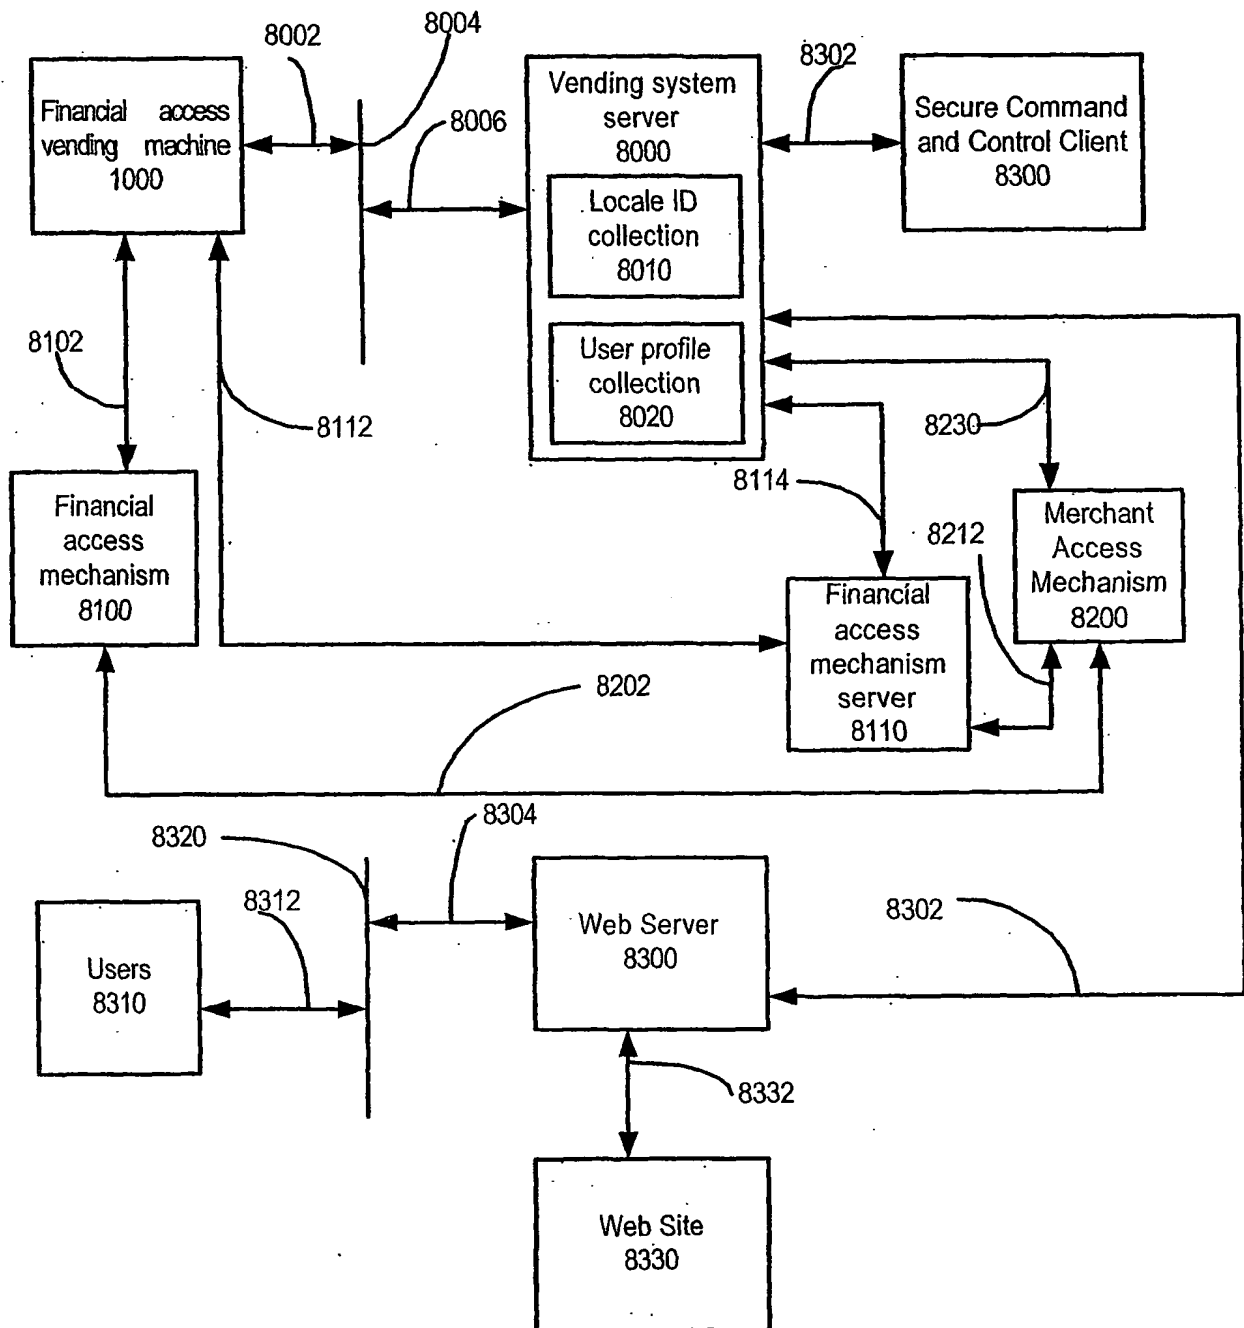 8002
8004
8302
Financial access
vending machine
1000
8006
Vending system
server
8000
Locale ID
collection
8010
User profile
collection
8020
Secure Command
and Control Client
8300
8102
8112
8230
8114
8212
Financial
access
mechanism
8100
Merchant
Access
Mechanism
8200
Financial
access
mechanism
server
8110
8202
8304
8320
8312
8302
Users
8310
Web Server
8300
8332
Web Site
8330